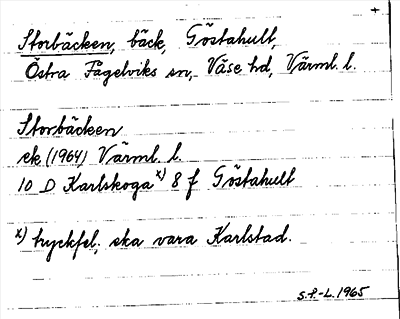 +
Storbäcken, bäck, Göstahult,
Östra Fågelviks sn, Väse hd, Värml. l.
Storbäcken
ek (1964) Värml. l.
10 D Karlskoga x) 8 f Göstahult
x) tryckfel, ska vara Karlstad.
S.P.-L. 1965